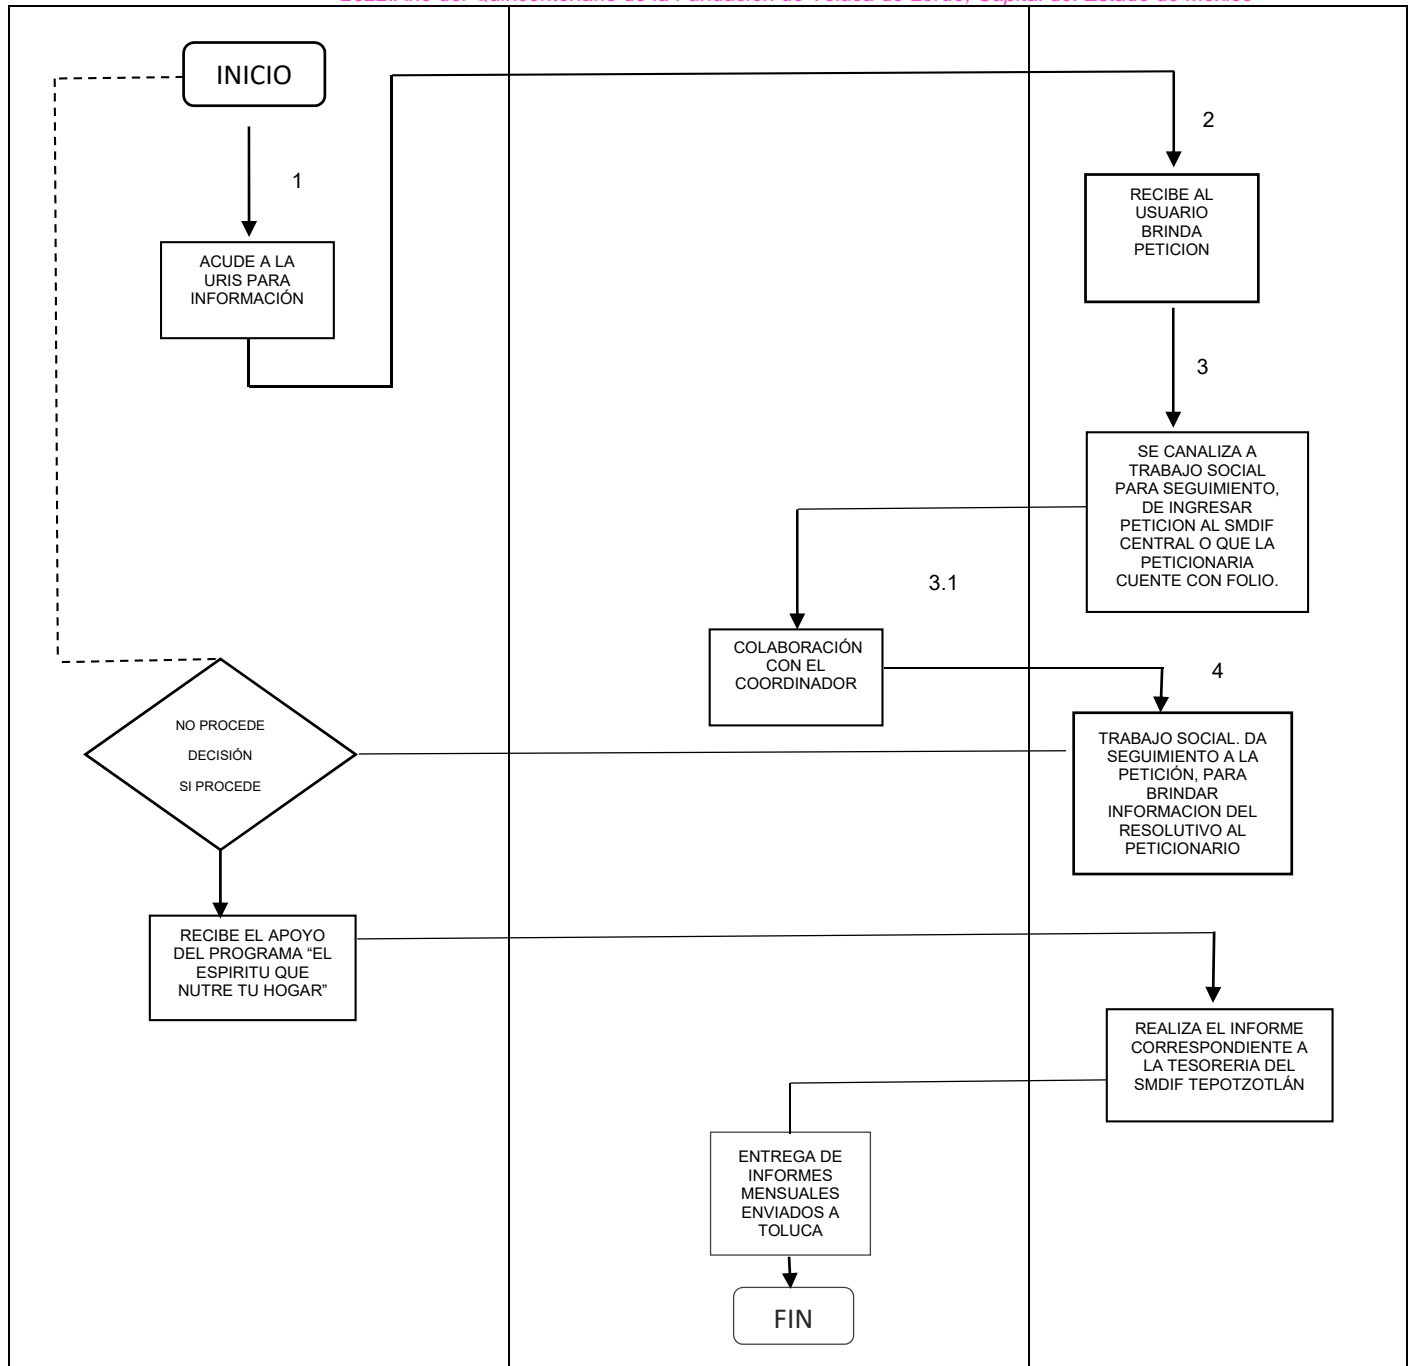 INICIO
1
2
RECIBE AL
USUARIO
BRINDA
PETICION
ACUDE A LA
URIS PARA
INFORMACIÓN
3
SE CANALIZA A
TRABAJO SOCIAL
PARA SEGUIMIENTO,
DE INGRESAR
PETICION AL SMDIF
CENTRAL O QUE LA
PETICIONARIA
CUENTE CON FOLIO.
3.1
COLABORACIÓN
CON EL
COORDINADOR
4
NO PROCEDE
DECISIÓN
SI PROCEDE
TRABAJO SOCIAL. DA
SEGUIMIENTO A LA
PETICIÓN, PARA
BRINDAR
INFORMACION DEL
RESOLUTIVO AL
PETICIONARIO
RECIBE EL APOYO
DEL PROGRAMA “EL
ESPIRITU QUE
NUTRE TU HOGAR”
REALIZA EL INFORME
CORRESPONDIENTE A
LA TESORERIA DEL
SMDIF TEPOTZOTLÁN
ENTREGA DE
INFORMES
MENSUALES
ENVIADOS A
TOLUCA
FIN